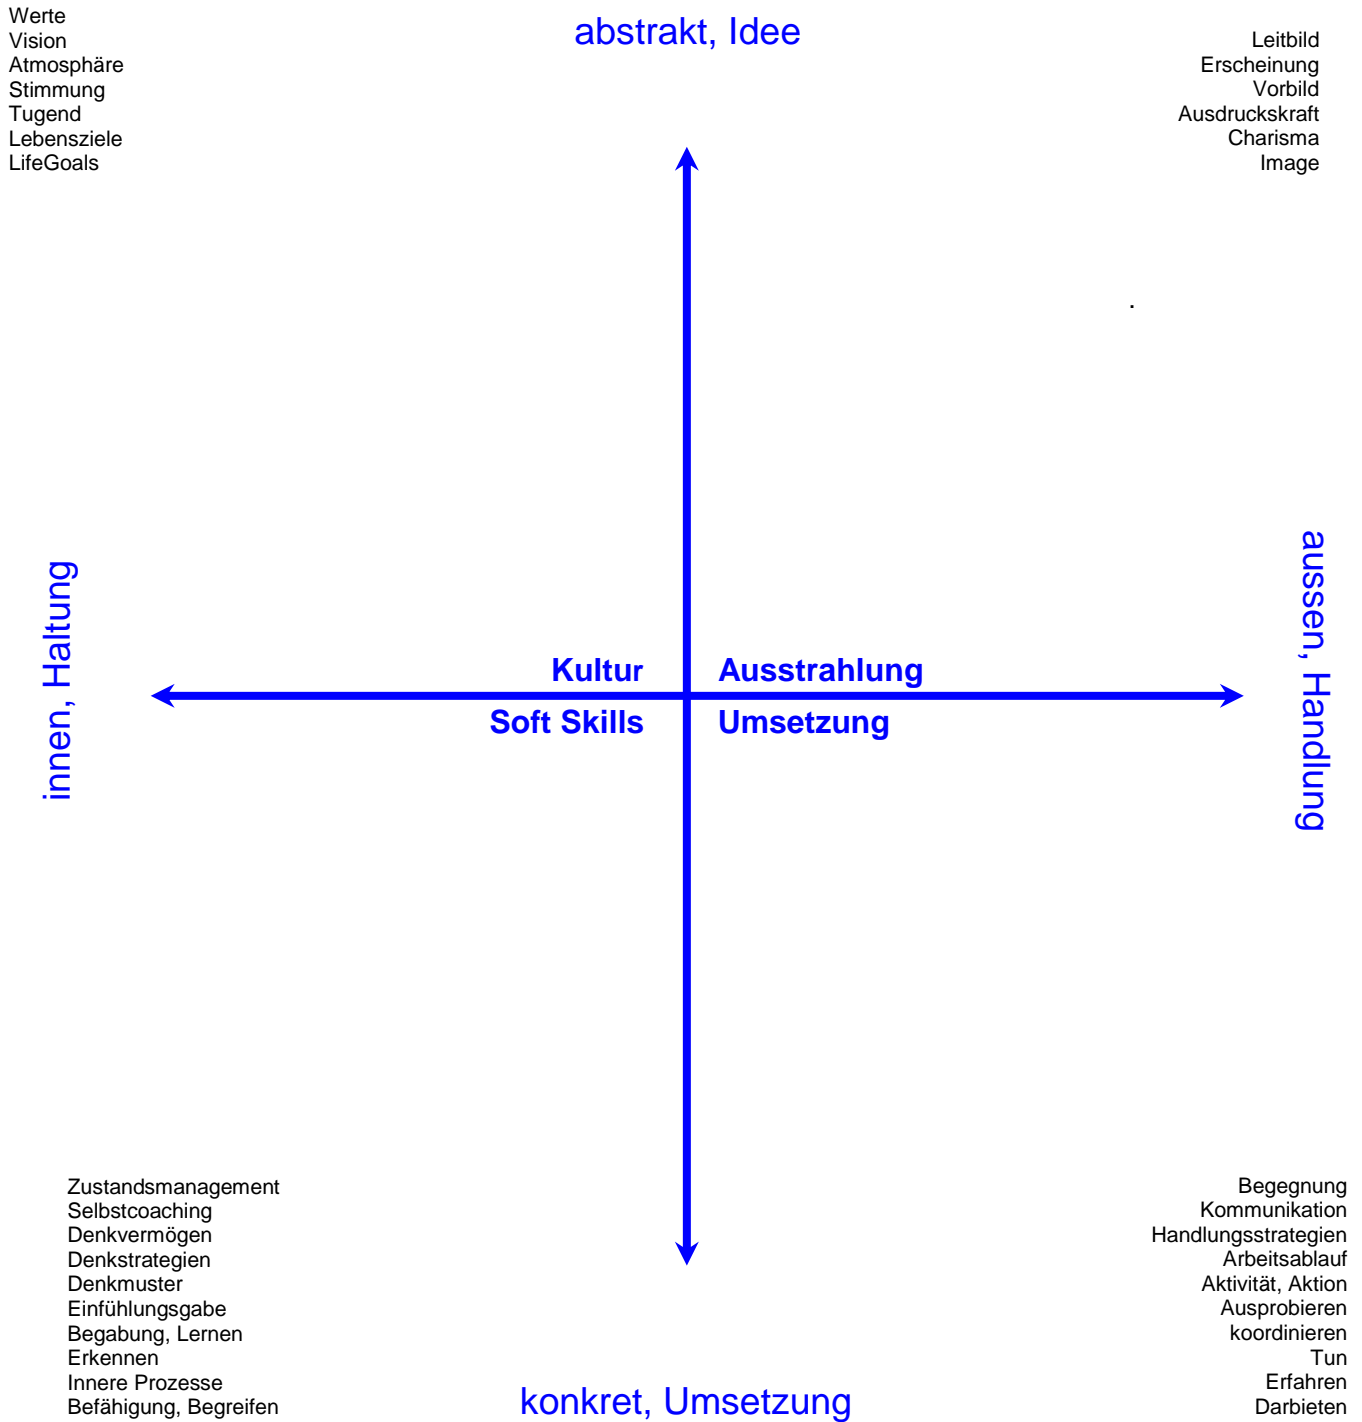 Werte
Vision
Atmosphäre
Stimmung
Tugend
Lebensziele
LifeGoals
abstrakt, Idee
Leitbild
Erscheinung
Vorbild
Ausdruckskraft
Charisma
Image
.
innen, Haltung
Kultur
Ausstrahlung
Soft Skills
Umsetzung
aussen, Handlung
Zustandsmanagement
Selbstcoaching
Denkvermögen
Denkstrategien
Denkmuster
Einfühlungsgabe
Begabung, Lernen
Erkennen
Innere Prozesse
Befähigung, Begreifen
konkret, Umsetzung
Begegnung
Kommunikation
Handlungsstrategien
Arbeitsablauf
Aktivität, Aktion
Ausprobieren
koordinieren
Tun
Erfahren
Darbieten